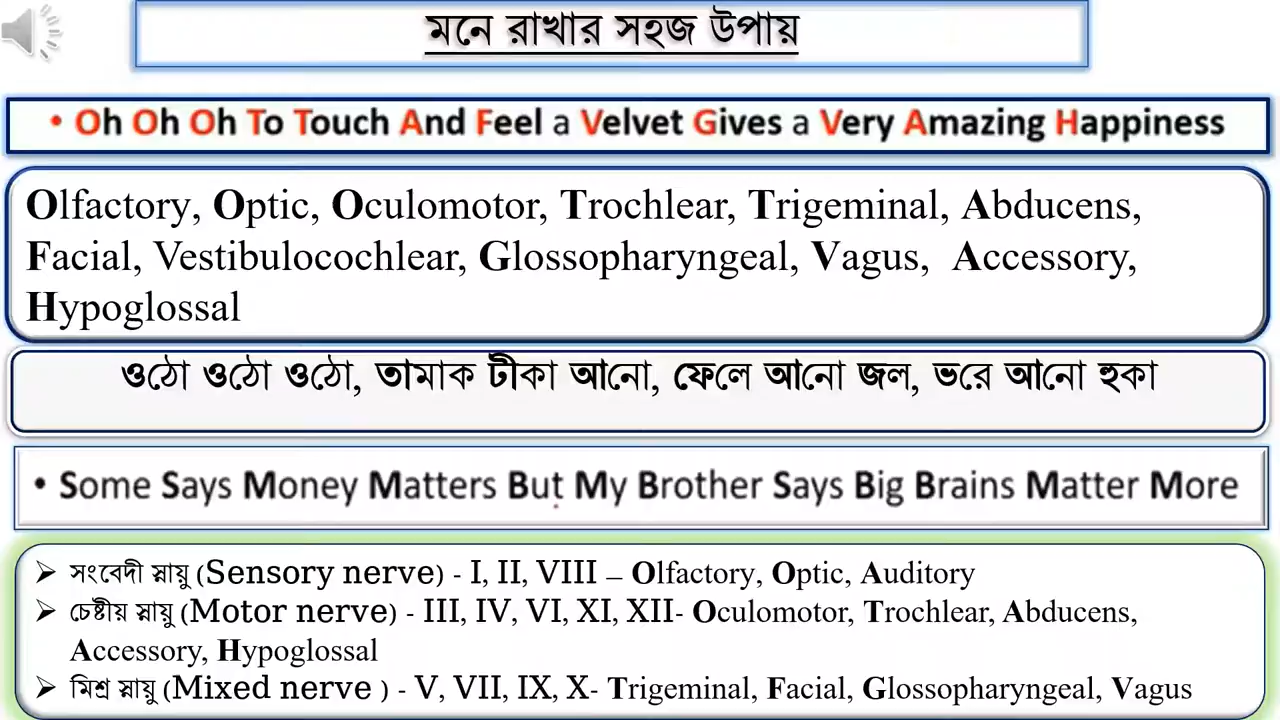 মনে রাখার সহজ উপায়
• Oh Oh Oh To Touch And Feel a Velvet Gives a Very Amazing Happiness
Olfactory, Optic, Oculomotor, Trochlear, Trigeminal, Abducens,
Facial, Vestibulocochlear, Glossopharyngeal, Vagus, Accessory,
Hypoglossal
ওঠো ওঠো ওঠো, তামাক টীকা আনো, ফেলে আনো জল, ভরে আনো হুকা
• Some Says Money Matters But My Brother Says Big Brains Matter More
➢ সংবেদী স্নায়ু (Sensory nerve) - I, II, VIII – Olfactory, Optic, Auditory
➢ চেষ্টীয় স্নায়ু (Motor nerve) - III, IV, VI, XI, XII- Oculomotor, Trochlear, Abducens,
Accessory, Hypoglossal
➢ মিশ্র স্নায়ু (Mixed nerve ) - V, VII, IX, X- Trigeminal, Facial, Glossopharyngeal, Vagus